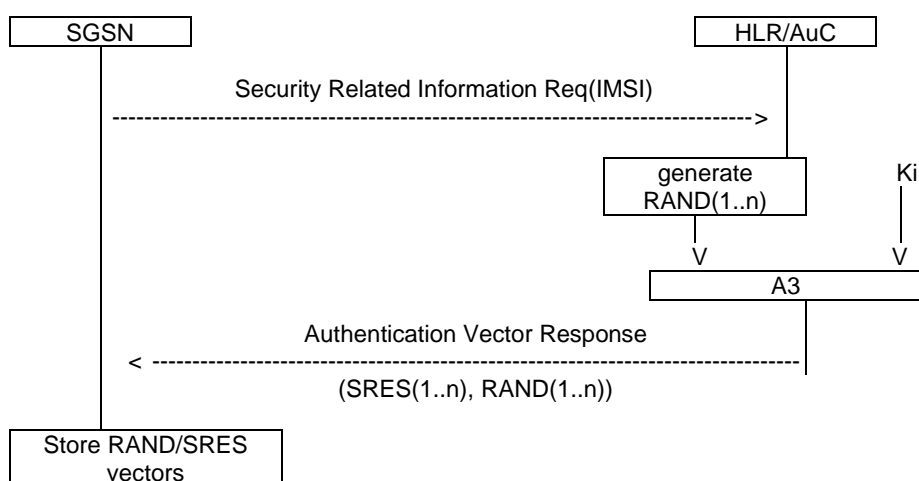 SGSN
HLR/AuC
Security Related Information Req(IMSI)
--------------------------------------------------------------------->
generate
RAND(1..n)
Ki
V
V
A3
Authentication Vector Response
< ---------------------------------------------------------------------
(SRES(1..n), RAND(1..n))
Store RAND/SRES
vectors